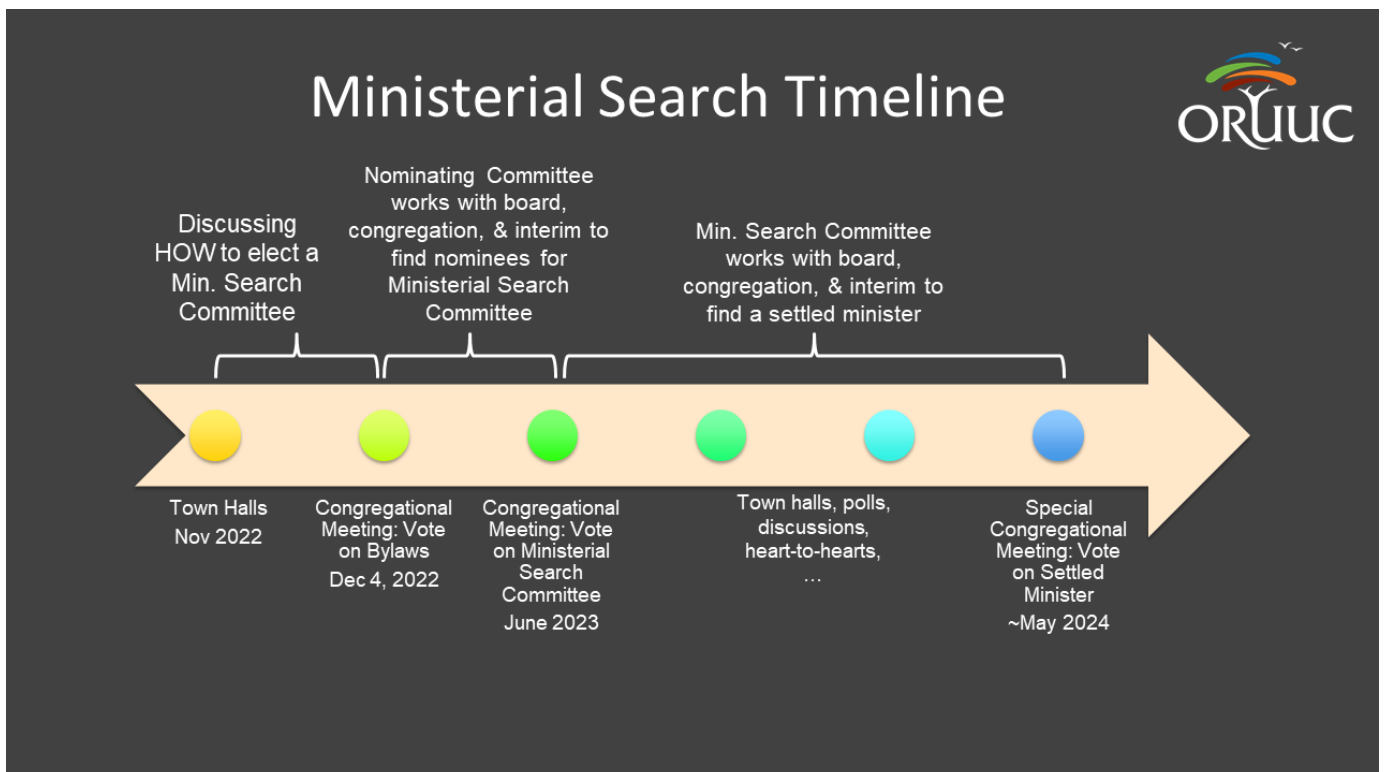 Ministerial Search Timeline
ORUUC
Discussing
HOW to elect a
Min. Search
Committee
Nominating Committee
works with board,
congregation, & interim to
find nominees for
Ministerial Search
Committee
Min. Search Committee
works with board,
congregation, & interim to
find a settled minister
Town Halls
Nov 2022
Congregational
Meeting: Vote
on Bylaws
Dec 4, 2022
Congregational
Meeting: Vote
on Ministerial
Search
Committee
June 2023
Town halls, polls,
discussions,
heart-to-hearts,
…
Special
Congregational
Meeting: Vote
on Settled
Minister
~May 2024